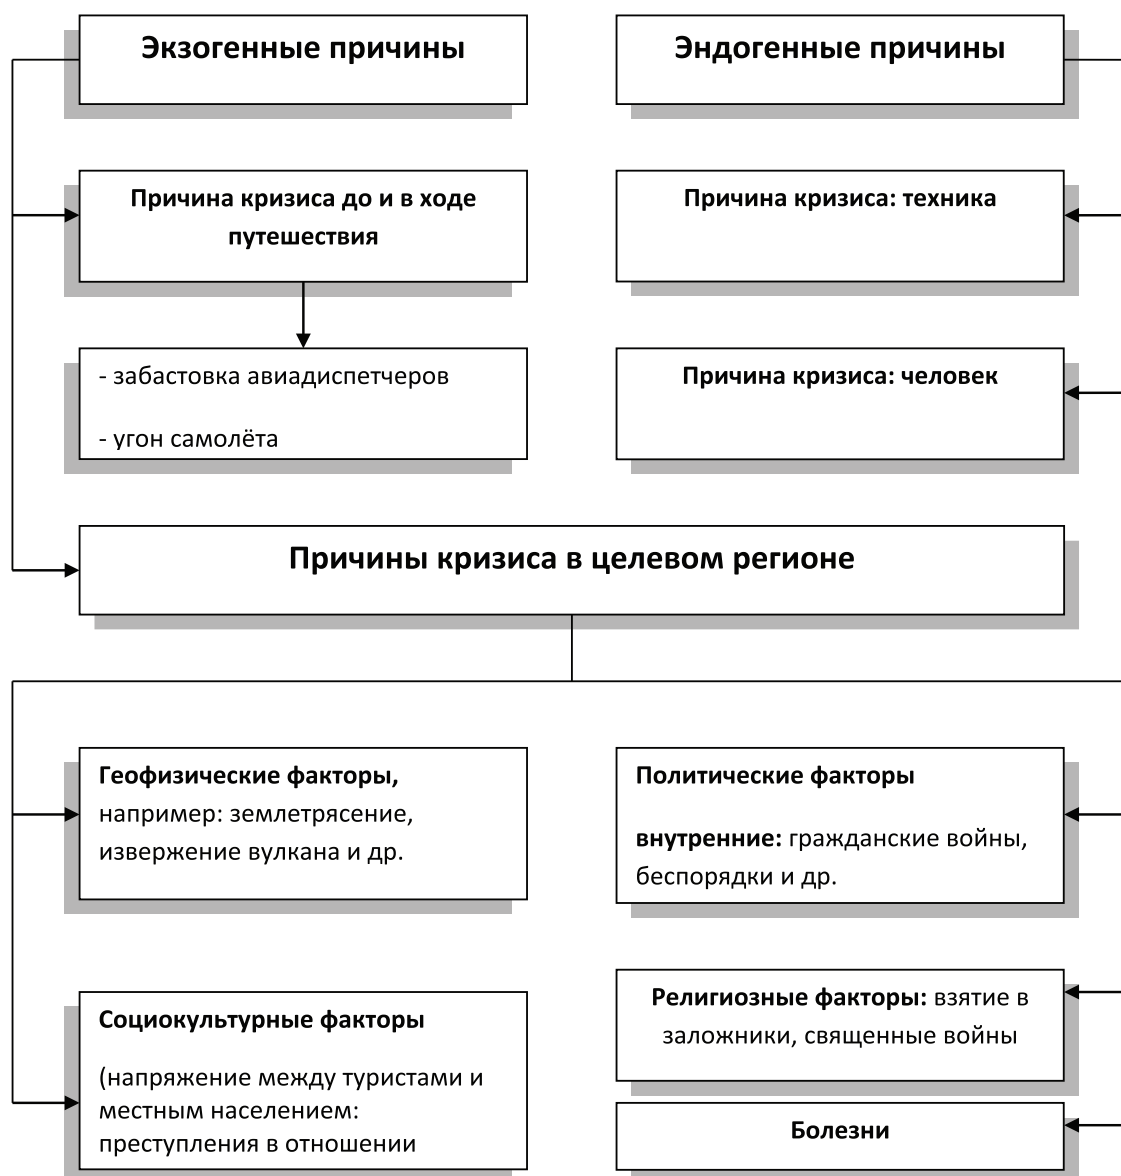 Экзогенные причины
Эндогенные причины
Причина кризиса до и в ходе
путешествия
Причина кризиса: техника
- забастовка авиадиспетчеров
- угон самолёта
Причина кризиса: человек
Причины кризиса в целевом регионе
Геофизические факторы,
например: землетрясение,
извержение вулкана и др.
Политические факторы
внутренние: гражданские войны,
беспорядки и др.
Социокультурные факторы
(напряжение между туристами и
местным населением:
преступления в отношении
Религиозные факторы: взятие в
заложники, священные войны
Болезни